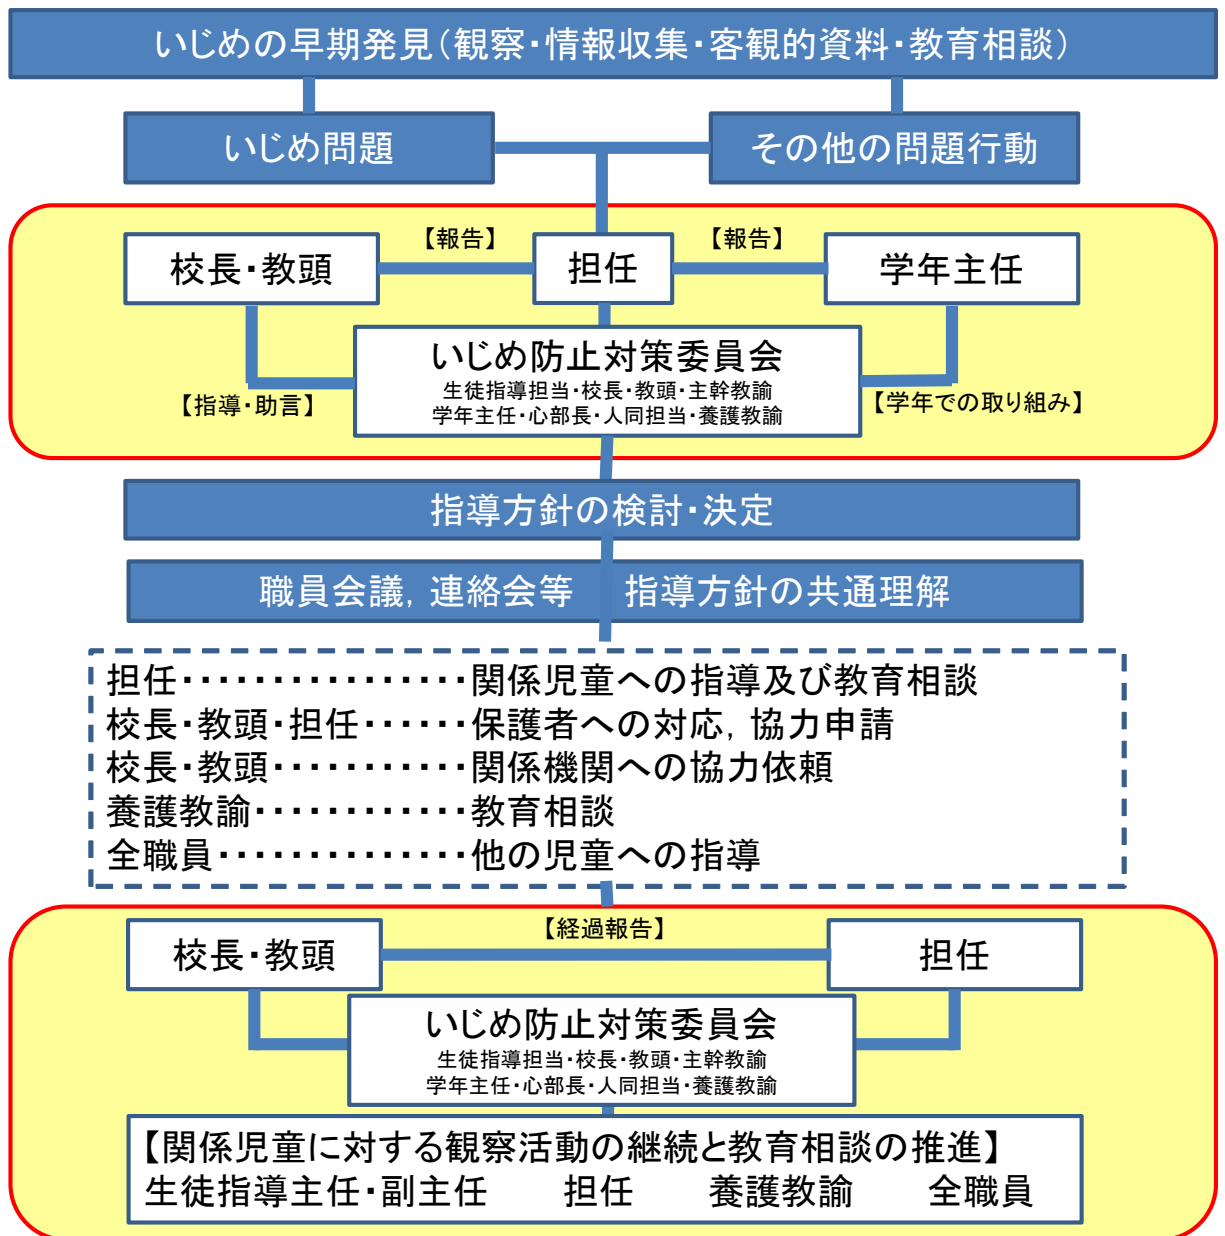 いじめの早期発見（観察・情報収集・客観的資料・教育相談）
いじめ問題
その他の問題行動
【報告】
【報告】
校長・教頭
担任
学年主任
いじめ防止対策委員会
生徒指導担当・校長・教頭・主幹教諭
学年主任・心部長・人同担当・養護教諭
【指導・助言】
【学年での取り組み】
指導方針の検討・決定
職員会議，連絡会等　指導方針の共通理解
担任・・・・・・・・・・・・・・・・関係児童への指導及び教育相談
校長・教頭・担任・・・・・・保護者への対応，協力申請
校長・教頭・・・・・・・・・・・関係機関への協力依頼
養護教諭・・・・・・・・・・・・教育相談
全職員・・・・・・・・・・・・・・他の児童への指導
【経過報告】
校長・教頭
担任
いじめ防止対策委員会
生徒指導担当・校長・教頭・主幹教諭
学年主任・心部長・人同担当・養護教諭
【関係児童に対する観察活動の継続と教育相談の推進】
生徒指導主任・副主任　担任　養護教諭　全職員